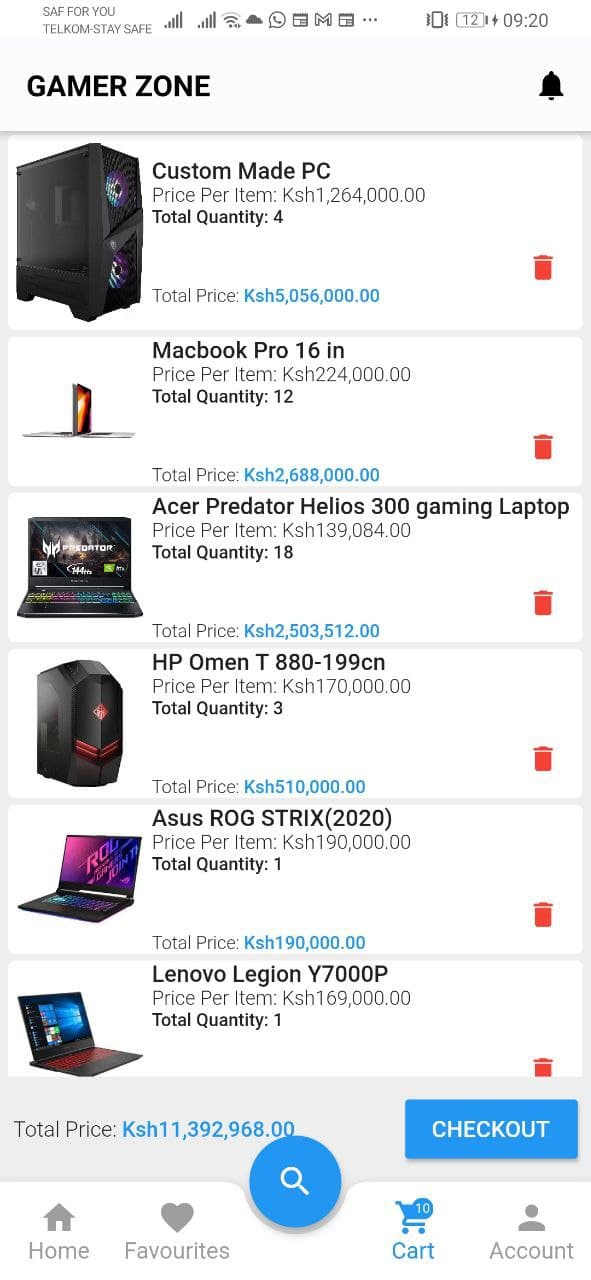 SAF FOR YOU
TELKOM-STAY SAFE
12
09:20
GAMER ZONE
Custom Made PC
Price Per Item: Ksh1,264,000.00
Total Quantity: 4
Total Price: Ksh5,056,000.00
Macbook Pro 16 in
Price Per Item: Ksh224,000.00
Total Quantity: 12
Total Price: Ksh2,688,000.00
Acer Predator Helios 300 gaming Laptop
Price Per Item: Ksh139,084.00
Total Quantity: 18
PREDATOR
144Hz
Total Price: Ksh2,503,512.00
HP Omen T 880-199cn
Price Per Item: Ksh170,000.00
Total Quantity: 3
Total Price: Ksh510,000.00
Asus ROG STRIX(2020)
Price Per Item: Ksh190,000.00
Total Quantity: 1
Total Price: Ksh190,000.00
Lenovo Legion Y7000P
Price Per Item: Ksh169,000.00
Total Quantity: 1
Total Price: Ksh11,392,968.00
CHECKOUT
10
Home
Favourites
Cart
Account